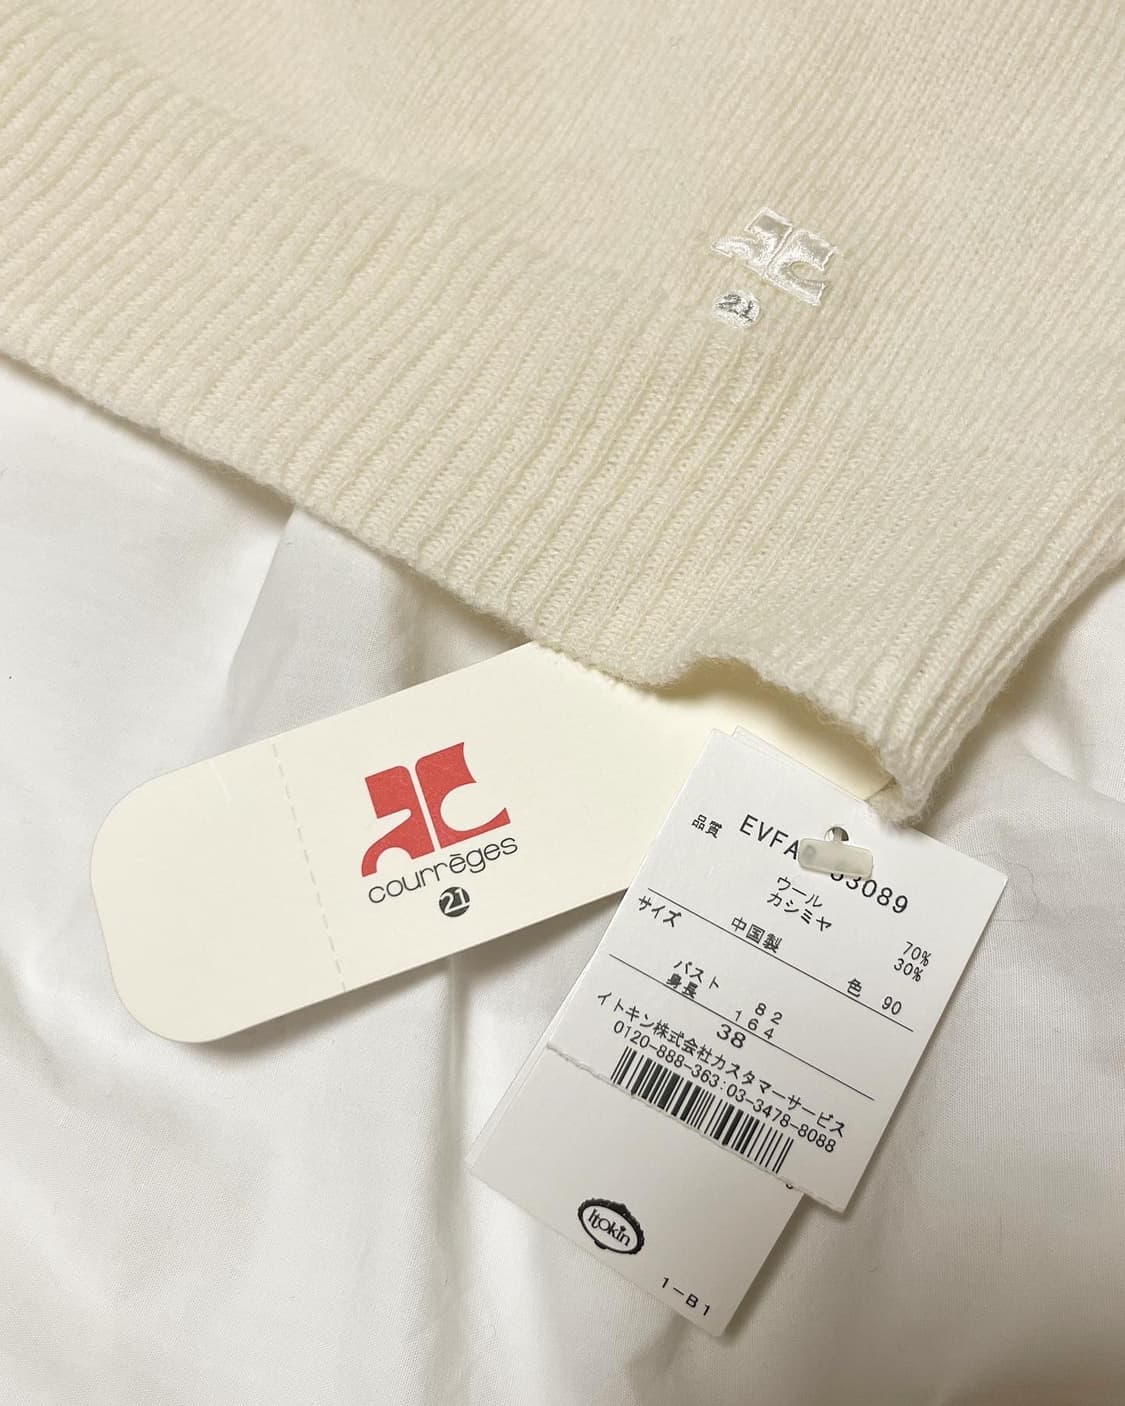 21
courrèges
21
品質 EVFA 63089
ウール 70%
カシミヤ 30%
中国製
サイズ 色 90
バスト 82
身長 164
38
イトキン株式会社カスタマーサービス
0120-888-363:03-3478-8088
Itokin
1-B1